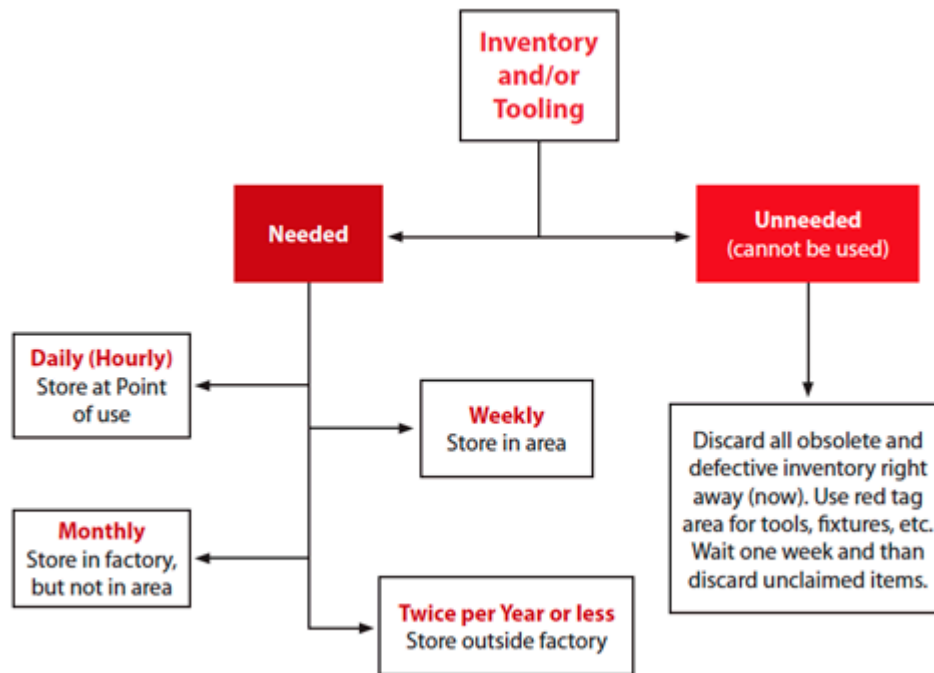 Inventory
and/or
Tooling
Needed
Unneeded
(cannot be used)
Daily (Hourly)
Store at Point
of use
Weekly
Store in area
Monthly
Store in factory,
but not in area
Twice per Year or less
Store outside factory
Discard all obsolete and
defective inventory right
away (now). Use red tag
area for tools, fixtures, etc.
Wait one week and than
discard unclaimed items.